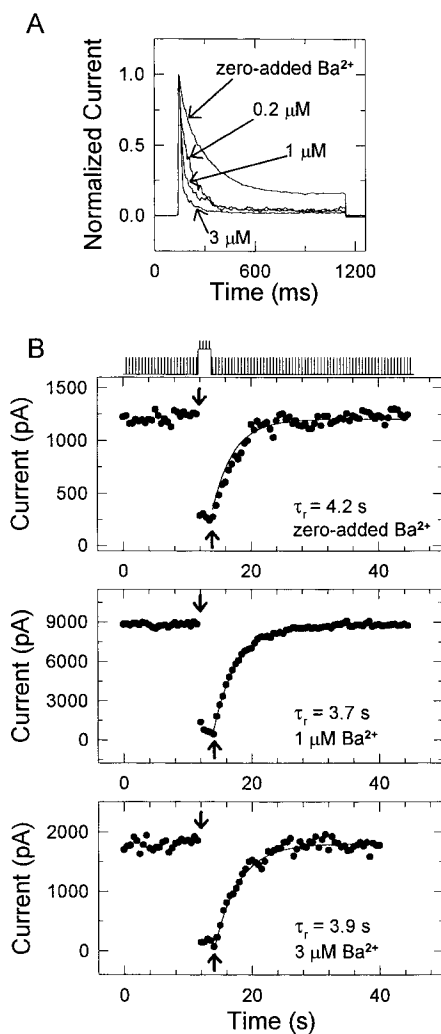 A
Normalized Current
1.0
0.5
0.0
zero-added Ba²⁺
0.2 μM
1 μM
3 μM
0 600 1200
Time (ms)
B
Current (pA)
1500
1250
1000
750
500
250
0
τr = 4.2 s
zero-added Ba²⁺
0 20 40
Current (pA)
9000
6000
3000
0
τr = 3.7 s
1 μM Ba²⁺
0 20 40
Current (pA)
2000
1000
0
τr = 3.9 s
3 μM Ba²⁺
0 20 40
Time (s)